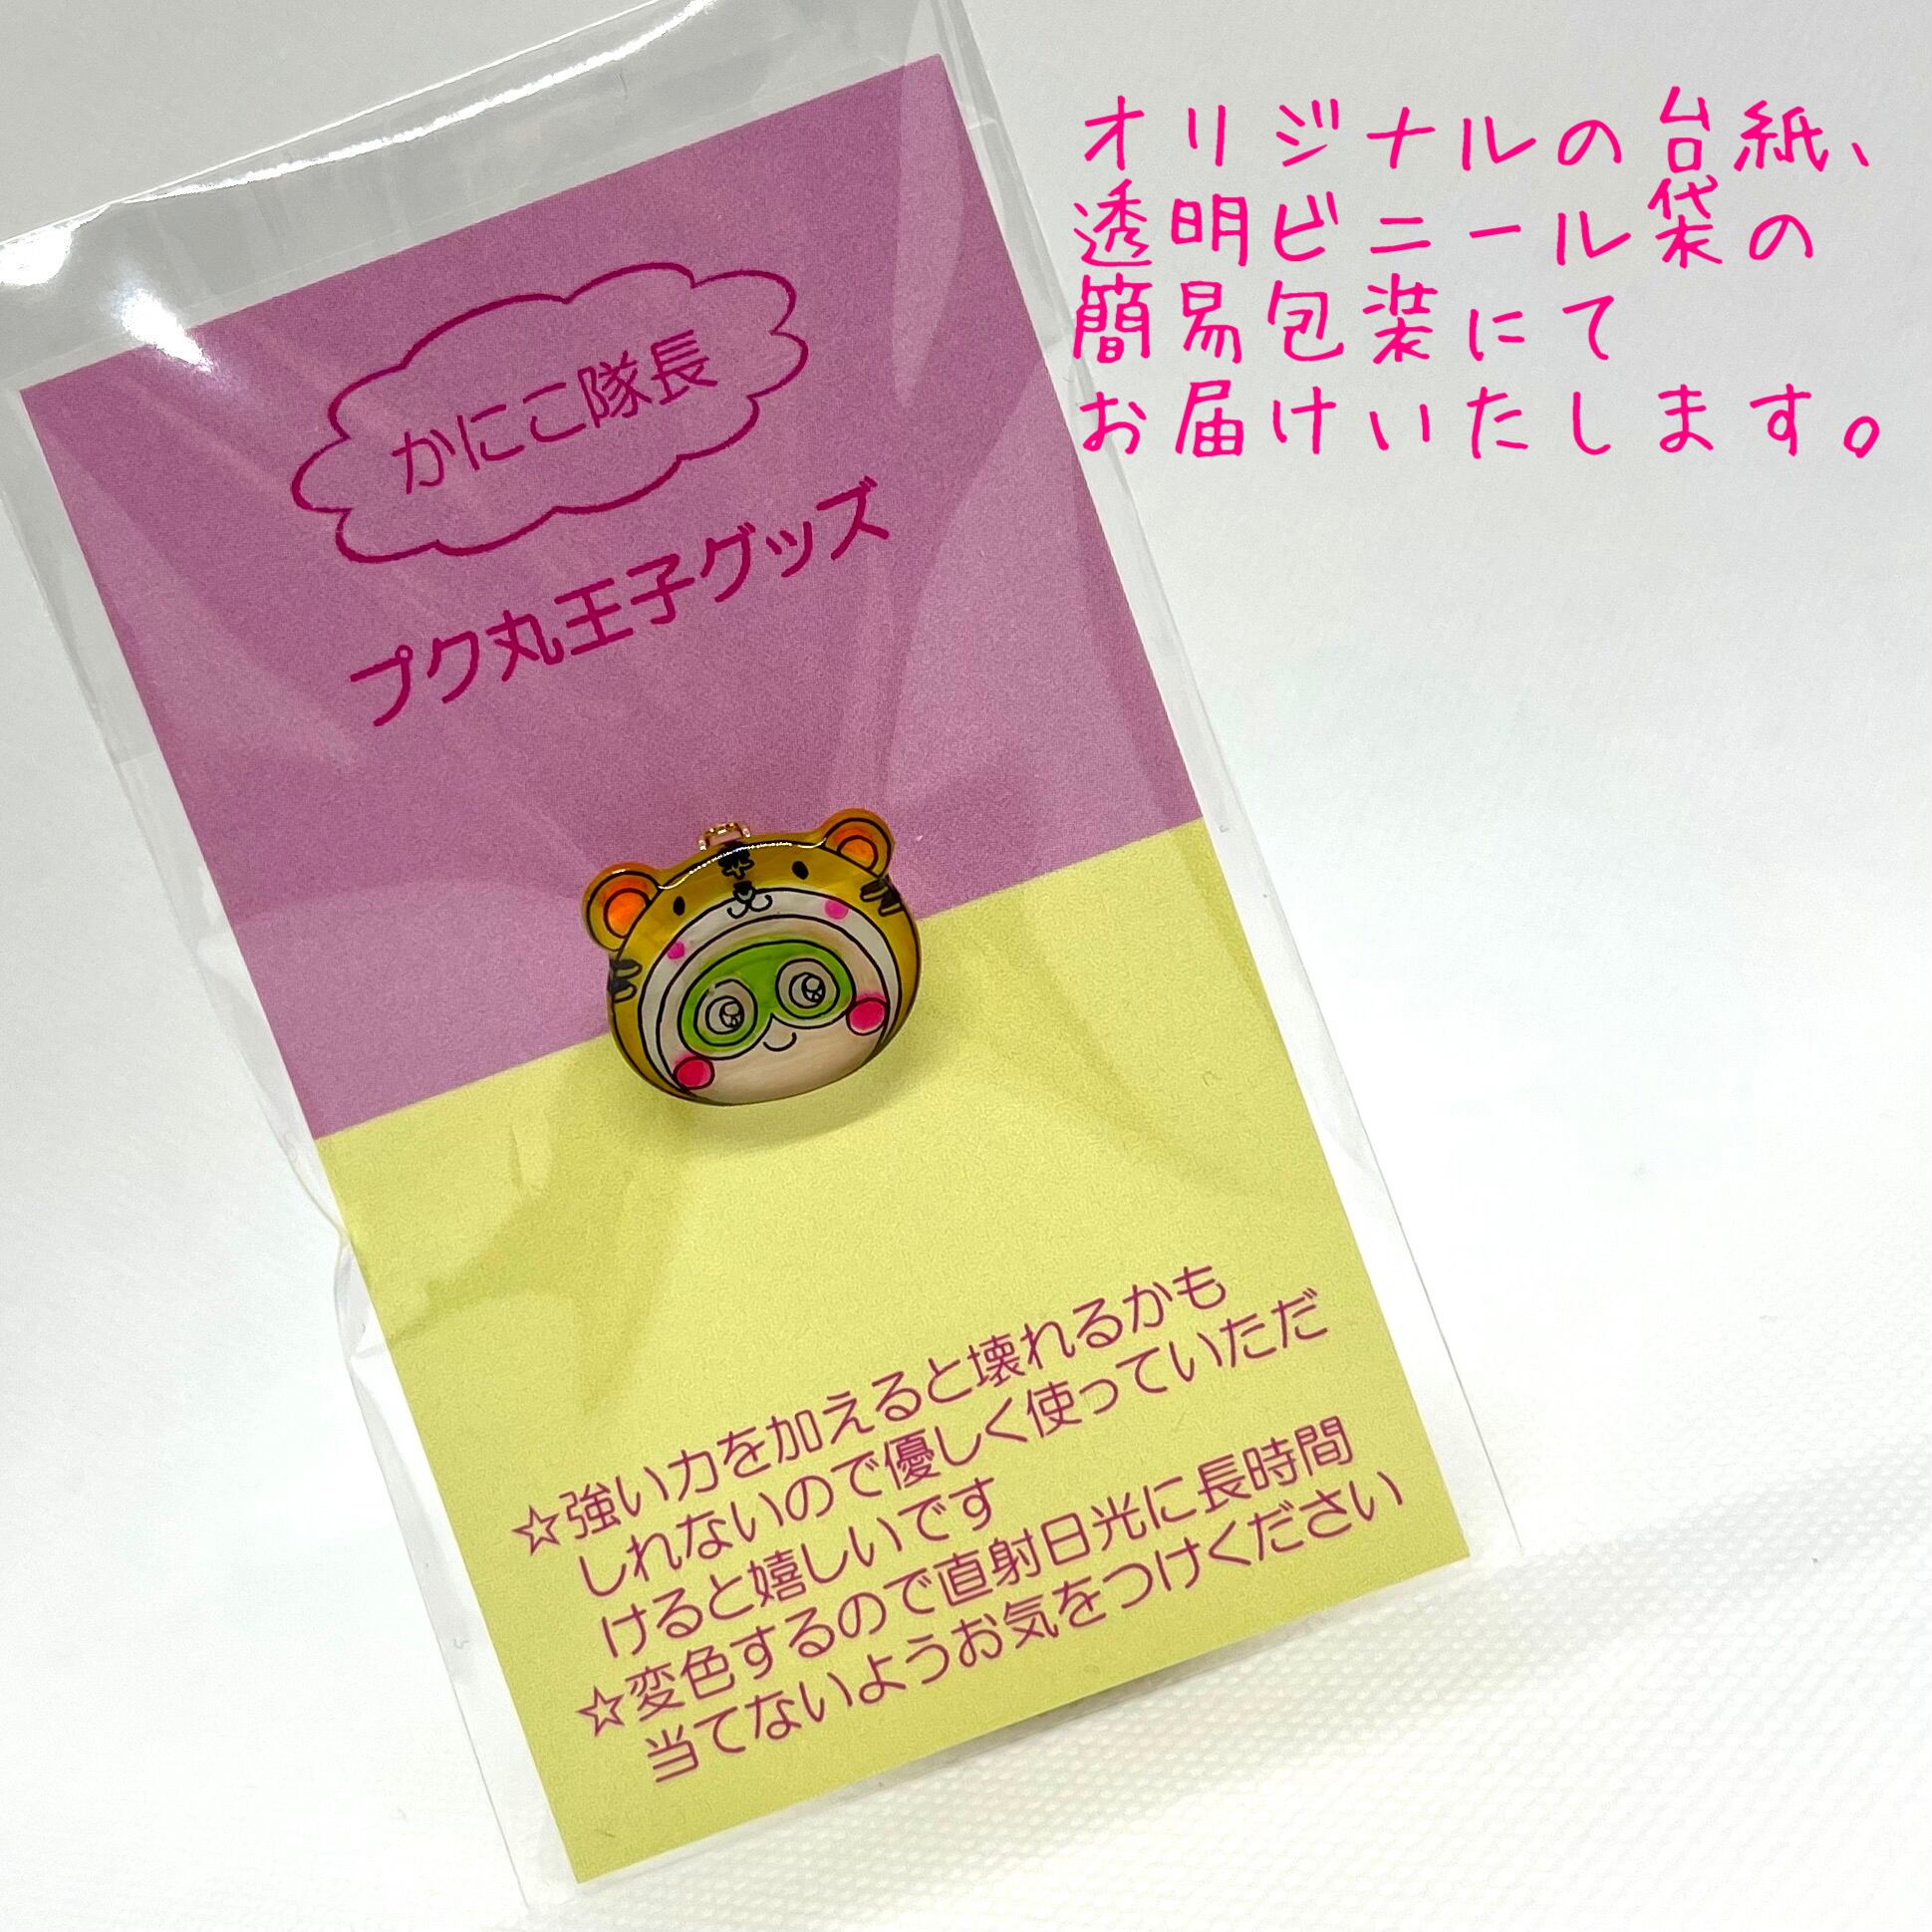 オリジナルの台紙、
透明ビニール袋の
簡易包装にて
お届けいたします。
かにこ隊長
プク丸王子グッズ
☆強い力を加えると壊れるかも
しれないので優しく使っていただ
けると嬉しいです
☆変色するので直射日光に長時間
当てないようお気をつけください